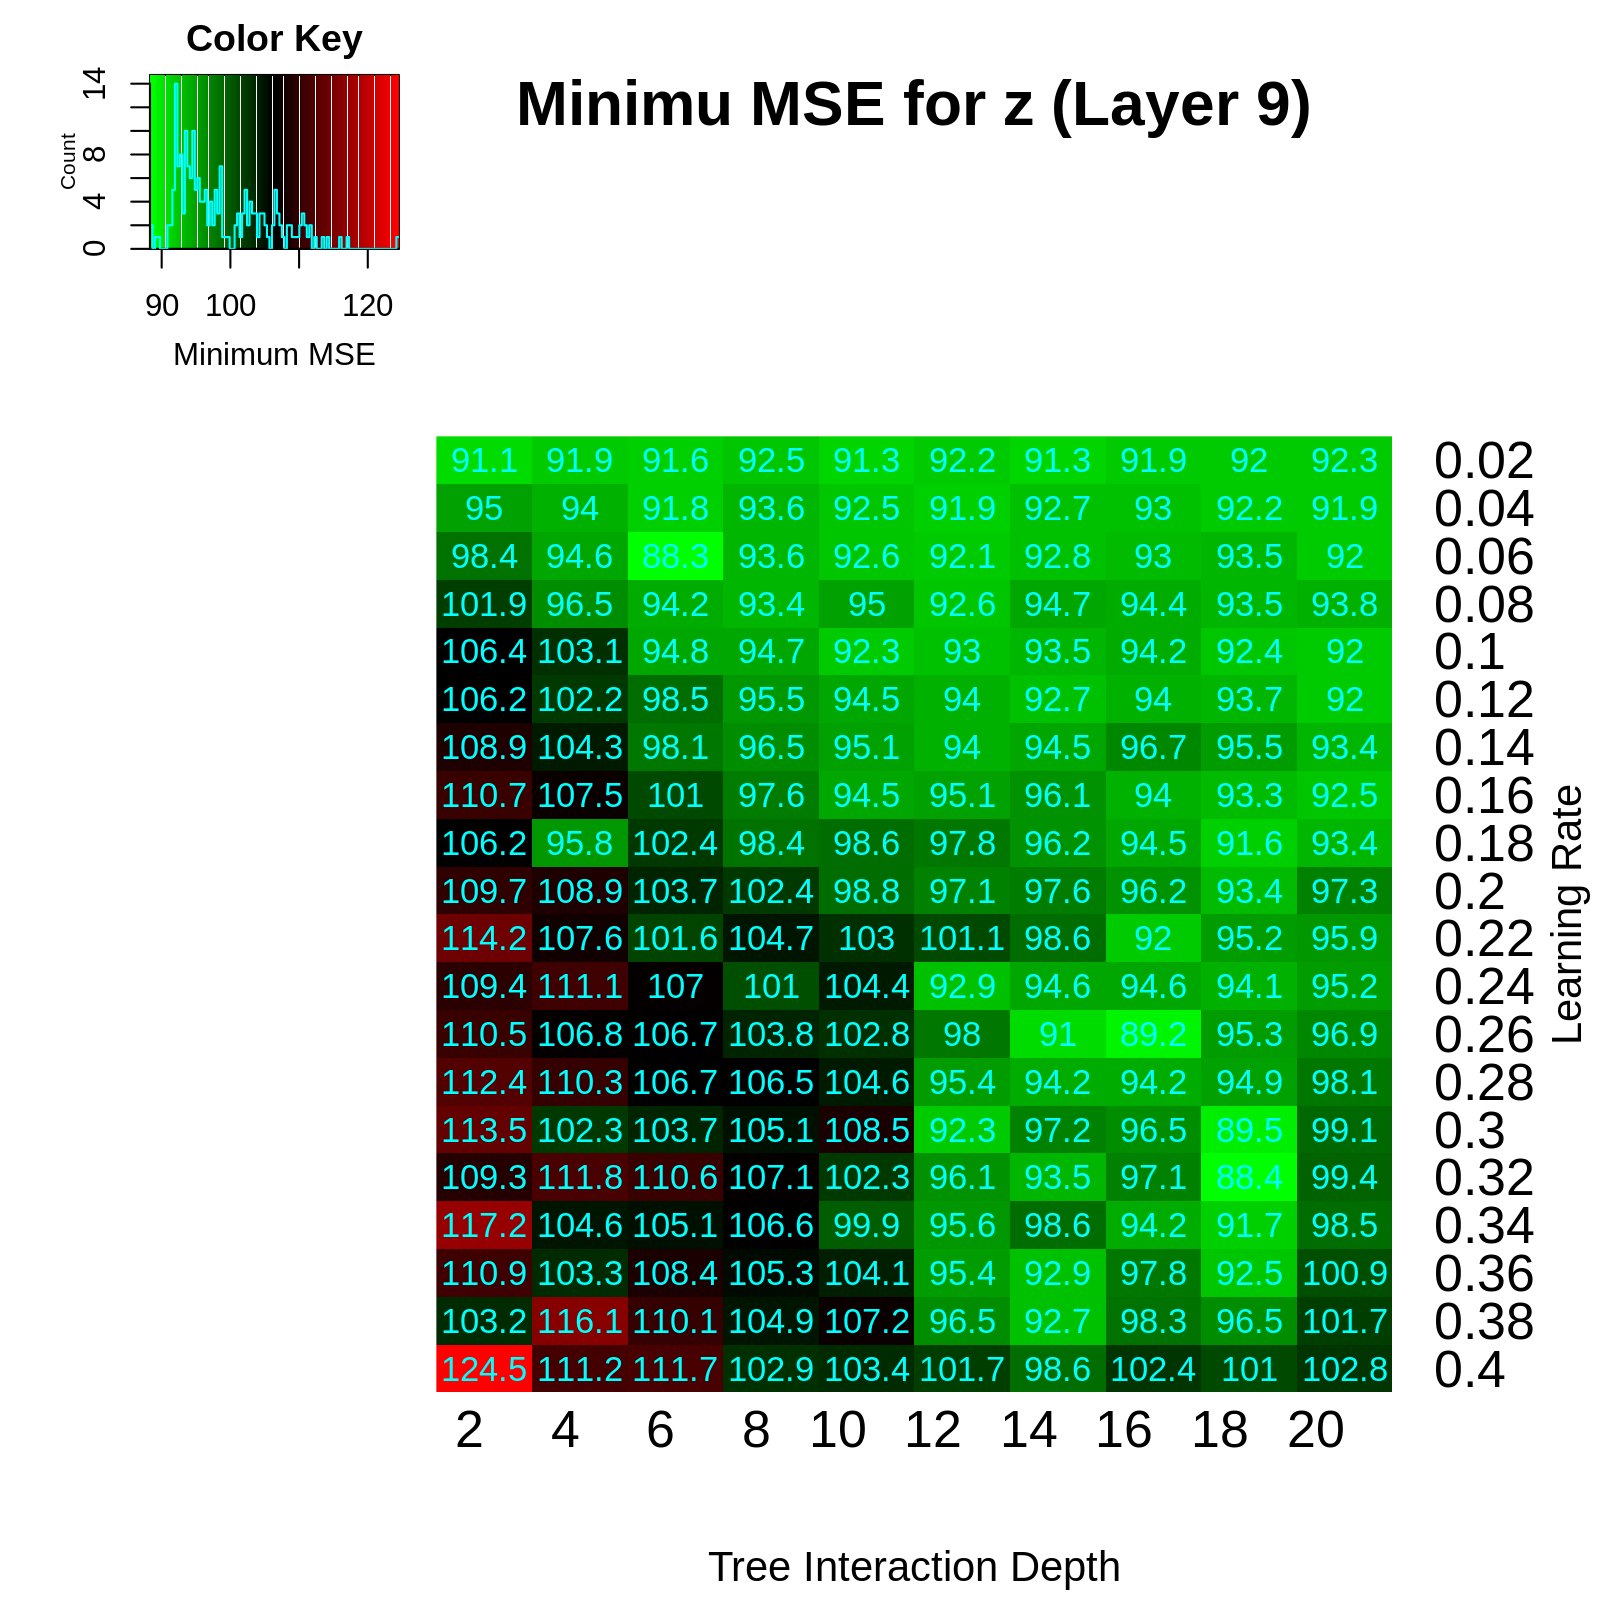 Color Key
Minimu MSE for z (Layer 9)
Count
0 4 8 14
90 100 120
Minimum MSE
91.1 91.9 91.6 92.5 91.3 92.2 91.3 91.9 92 92.3 0.02
95 94 91.8 93.6 92.5 91.9 92.7 93 92.2 91.9 0.04
98.4 94.6 88.3 93.6 92.6 92.1 92.8 93 93.5 92 0.06
101.9 96.5 94.2 93.4 95 92.6 94.7 94.4 93.5 93.8 0.08
106.4 103.1 94.8 94.7 92.3 93 93.5 94.2 92.4 92 0.1
106.2 102.2 98.5 95.5 94.5 94 92.7 94 93.7 92 0.12
108.9 104.3 98.1 96.5 95.1 94 94.5 96.7 95.5 93.4 0.14
110.7 107.5 101 97.6 94.5 95.1 96.1 94 93.3 92.5 0.16
106.2 95.8 102.4 98.4 98.6 97.8 96.2 94.5 91.6 93.4 0.18
109.7 108.9 103.7 102.4 98.8 97.1 97.6 96.2 93.4 97.3 0.2
114.2 107.6 101.6 104.7 103 101.1 98.6 92 95.2 95.9 0.22
109.4 111.1 107 101 104.4 92.9 94.6 94.6 94.1 95.2 0.24
110.5 106.8 106.7 103.8 102.8 98 91 89.2 95.3 96.9 0.26
112.4 110.3 106.7 106.5 104.6 95.4 94.2 94.2 94.9 98.1 0.28
113.5 102.3 103.7 105.1 108.5 92.3 97.2 96.5 89.5 99.1 0.3
109.3 111.8 110.6 107.1 102.3 96.1 93.5 97.1 88.4 99.4 0.32
117.2 104.6 105.1 106.6 99.9 95.6 98.6 94.2 91.7 98.5 0.34
110.9 103.3 108.4 105.3 104.1 95.4 92.9 97.8 92.5 100.9 0.36
103.2 116.1 110.1 104.9 107.2 96.5 92.7 98.3 96.5 101.7 0.38
124.5 111.2 111.7 102.9 103.4 101.7 98.6 102.4 101 102.8 0.4
Learning Rate
2 4 6 8 10 12 14 16 18 20
Tree Interaction Depth